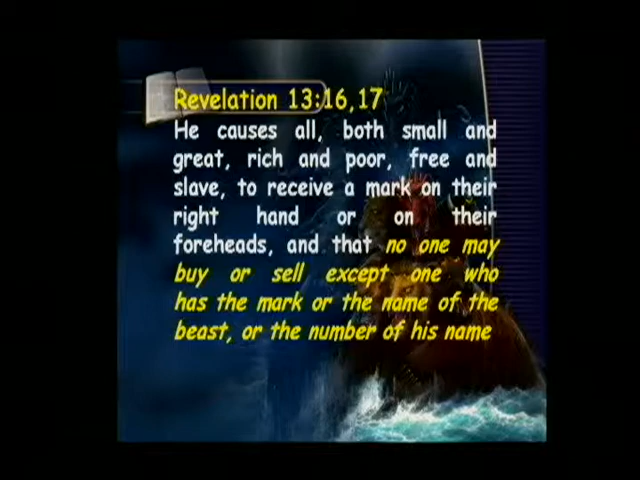 Revelation 13:16,17
He causes all, both small and
great, rich and poor, free and
slave, to receive a mark on their
right hand or on their
foreheads, and that no one may
buy or sell except one who
has the mark or the name of the
beast, or the number of his name